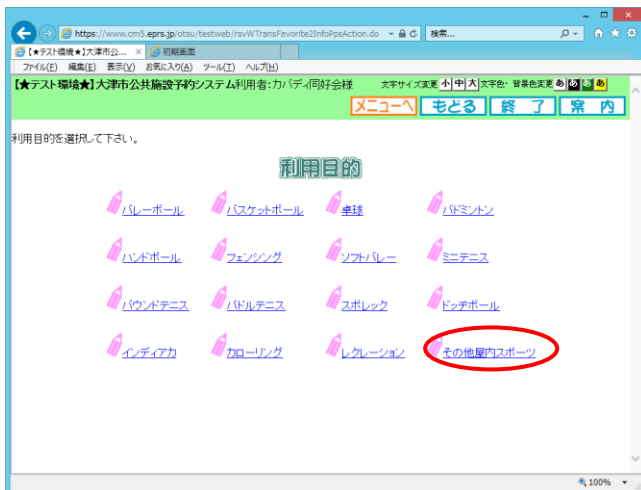 https://www.cm5.eprs.jp/otsu/testweb/rsvWTransFavorite2InfoPpsAction.do 検索...
【★テスト環境★】大津市公... × 初期画面
ファイル(F) 編集(E) 表示(V) お気に入り(A) ツール(T) ヘルプ(H)
【★テスト環境★】大津市公共施設予約システム利用者:カバディ同好会様 文字サイズ変更 小 中 大 文字色・背景色変更 あ あ あ あ
メニューへ もどる 終 了 案 内
利用目的を選択して下さい。
利用目的
バレーボール バスケットボール 卓球 バドミントン
ハンドボール フェンシング ソフトバレー ミニテニス
バウンドテニス パドルテニス スポレック ドッヂボール
インディアカ カローリング レクレーション その他屋内スポーツ
100%